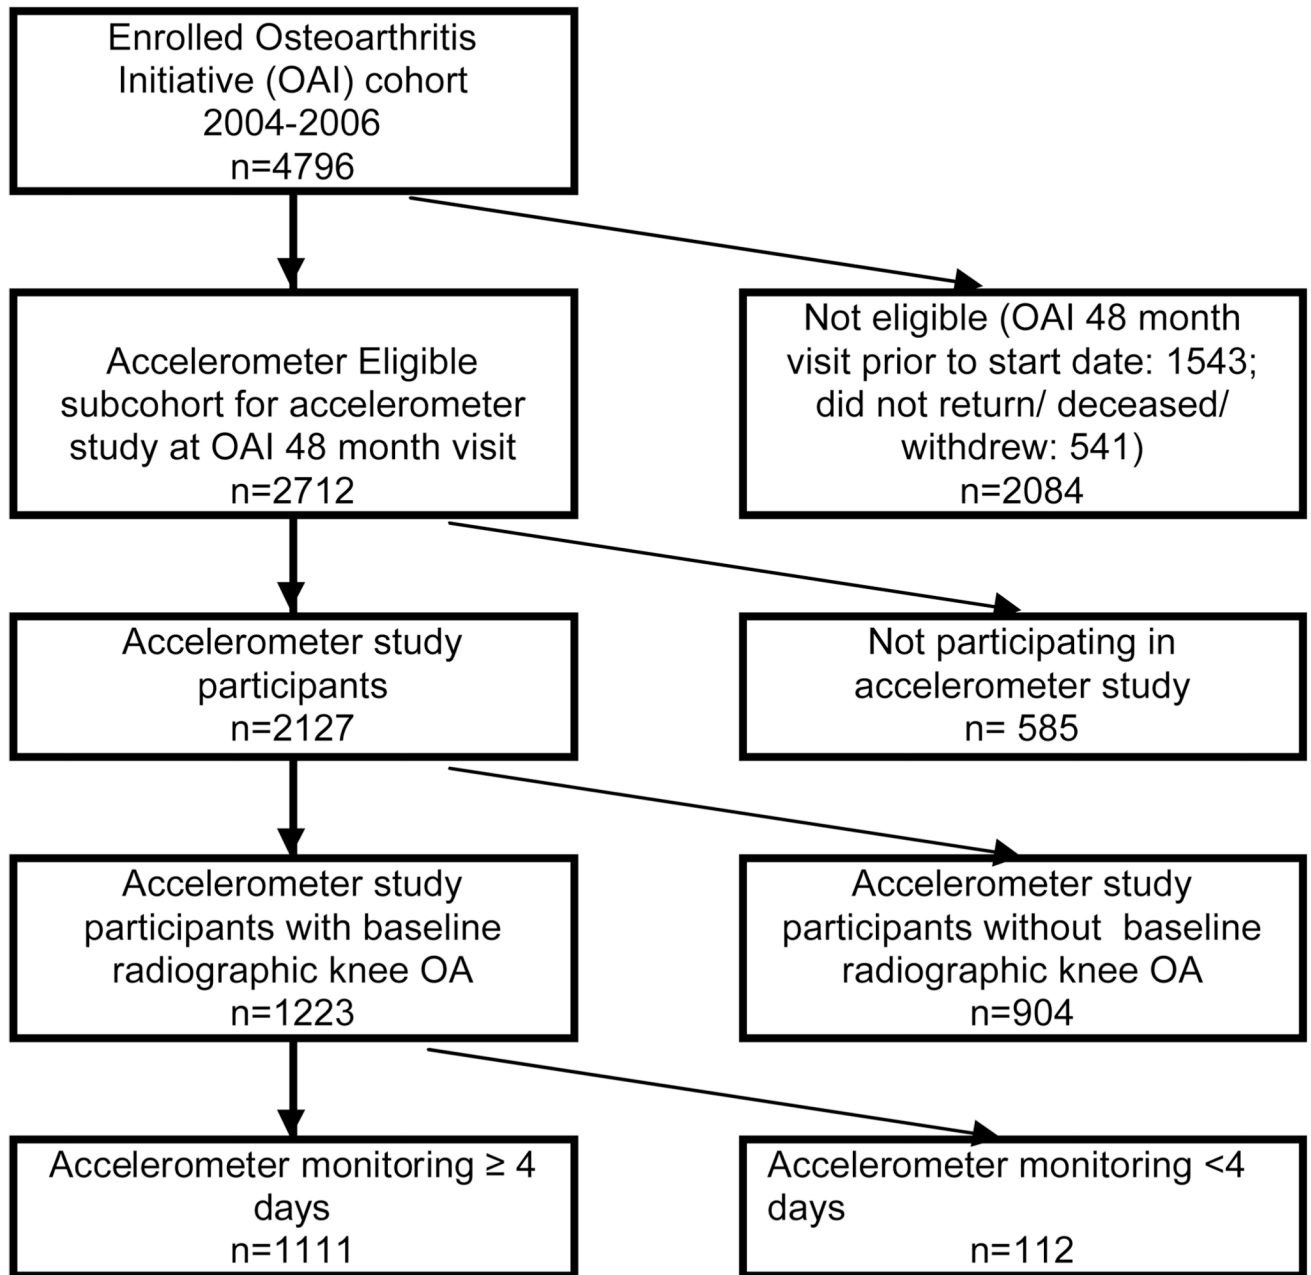 Enrolled Osteoarthritis
Initiative (OAI) cohort
2004-2006
n=4796
Accelerometer Eligible
subcohort for accelerometer
study at OAI 48 month visit
n=2712
Not eligible (OAI 48 month
visit prior to start date: 1543;
did not return/ deceased/
withdrew: 541)
n=2084
Accelerometer study
participants
n=2127
Not participating in
accelerometer study
n= 585
Accelerometer study
participants with baseline
radiographic knee OA
n=1223
Accelerometer study
participants without  baseline
radiographic knee OA
n=904
Accelerometer monitoring ≥ 4
days
n=1111
Accelerometer monitoring <4
days
n=112